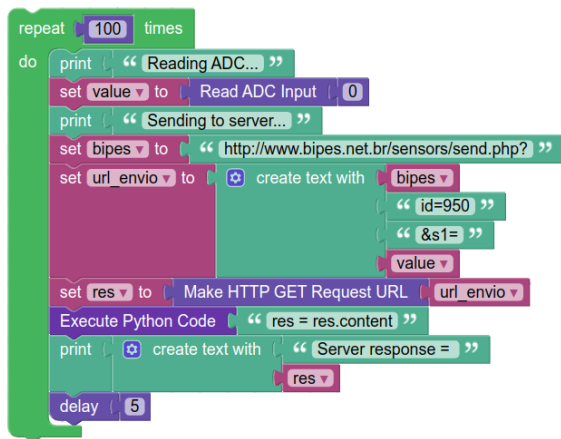 repeat 100 times
do print “ Reading ADC... ”
set value ▾ to Read ADC Input 0
print “ Sending to server... ”
set bipes ▾ to “ http://www.bipes.net.br/sensors/send.php? ”
set url_envio ▾ to create text with bipes ▾
“ id=950 ”
“ &s1= ”
value ▾
set res ▾ to Make HTTP GET Request URL url_envio ▾
Execute Python Code “ res = res.content ”
print create text with “ Server response = ”
res ▾
delay 5